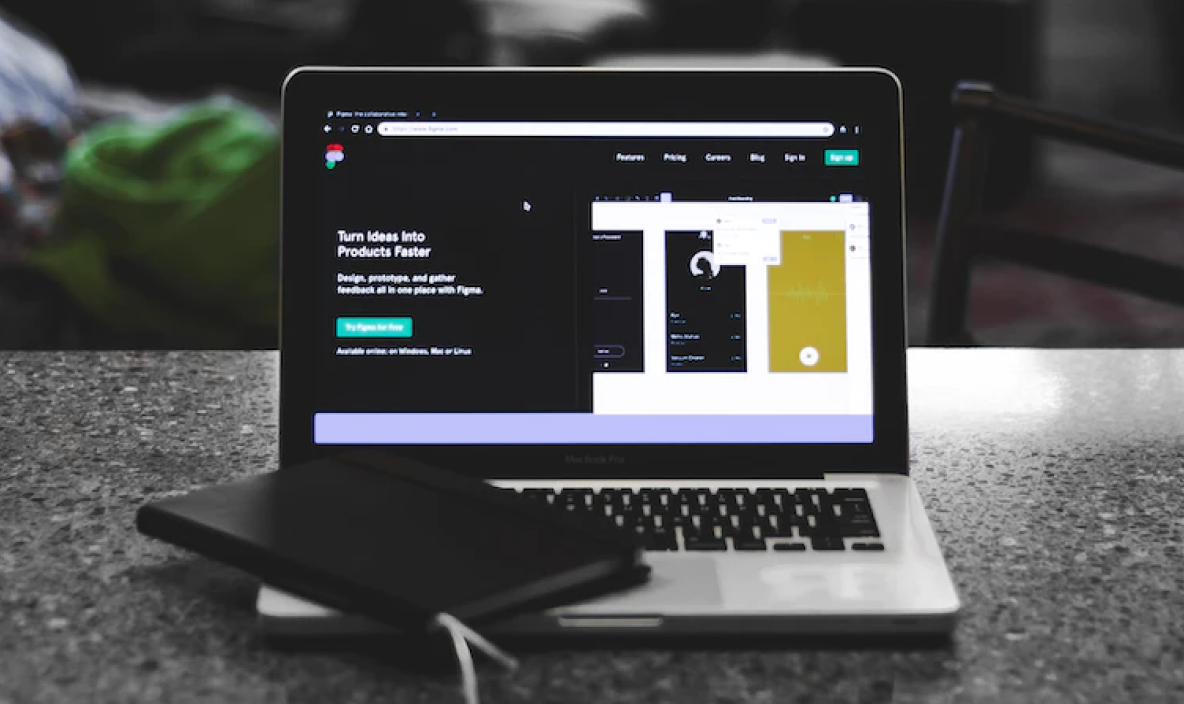 Figma: the collaborative inter
https://www.figma.com
Features Pricing Careers Blog Sign In Sign up
Turn Ideas Into
Products Faster
Design, prototype, and gather
feedback all in one place with Figma.
Try Figma for Free
Available online: on Windows, Mac or Linux
MacBook Pro